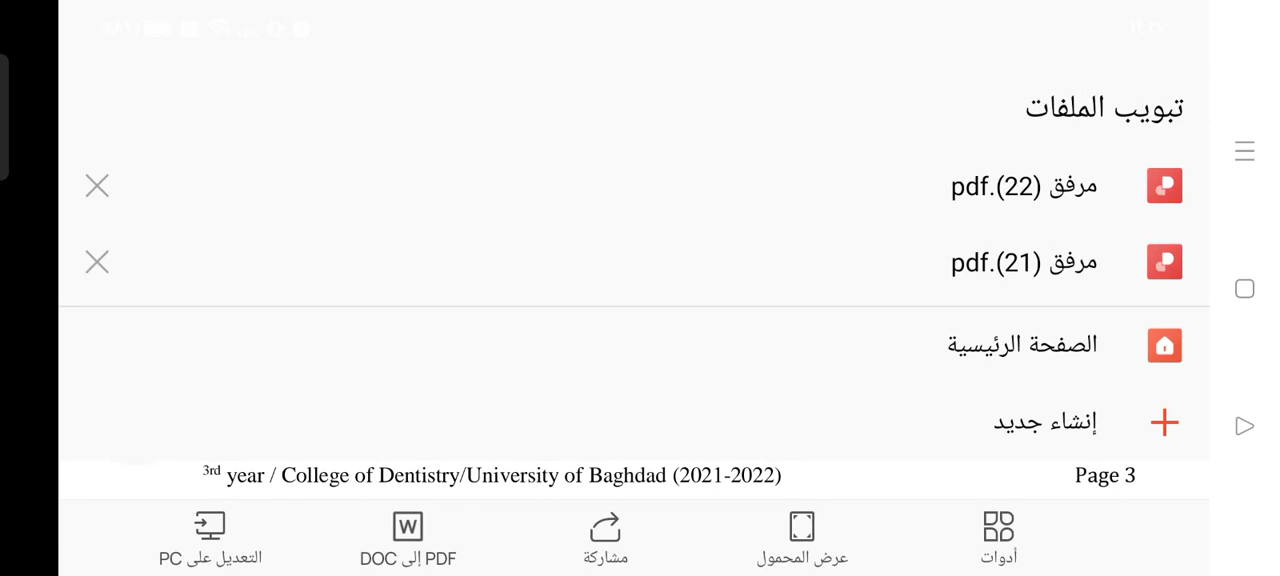 تبويب الملفات
مرفق (22).pdf
مرفق (21).pdf
الصفحة الرئيسية
إنشاء جديد
3rd year / College of Dentistry/University of Baghdad (2021-2022) Page 3
أدوات
عرض المحمول
مشاركة
PDF إلى DOC
التعديل على PC